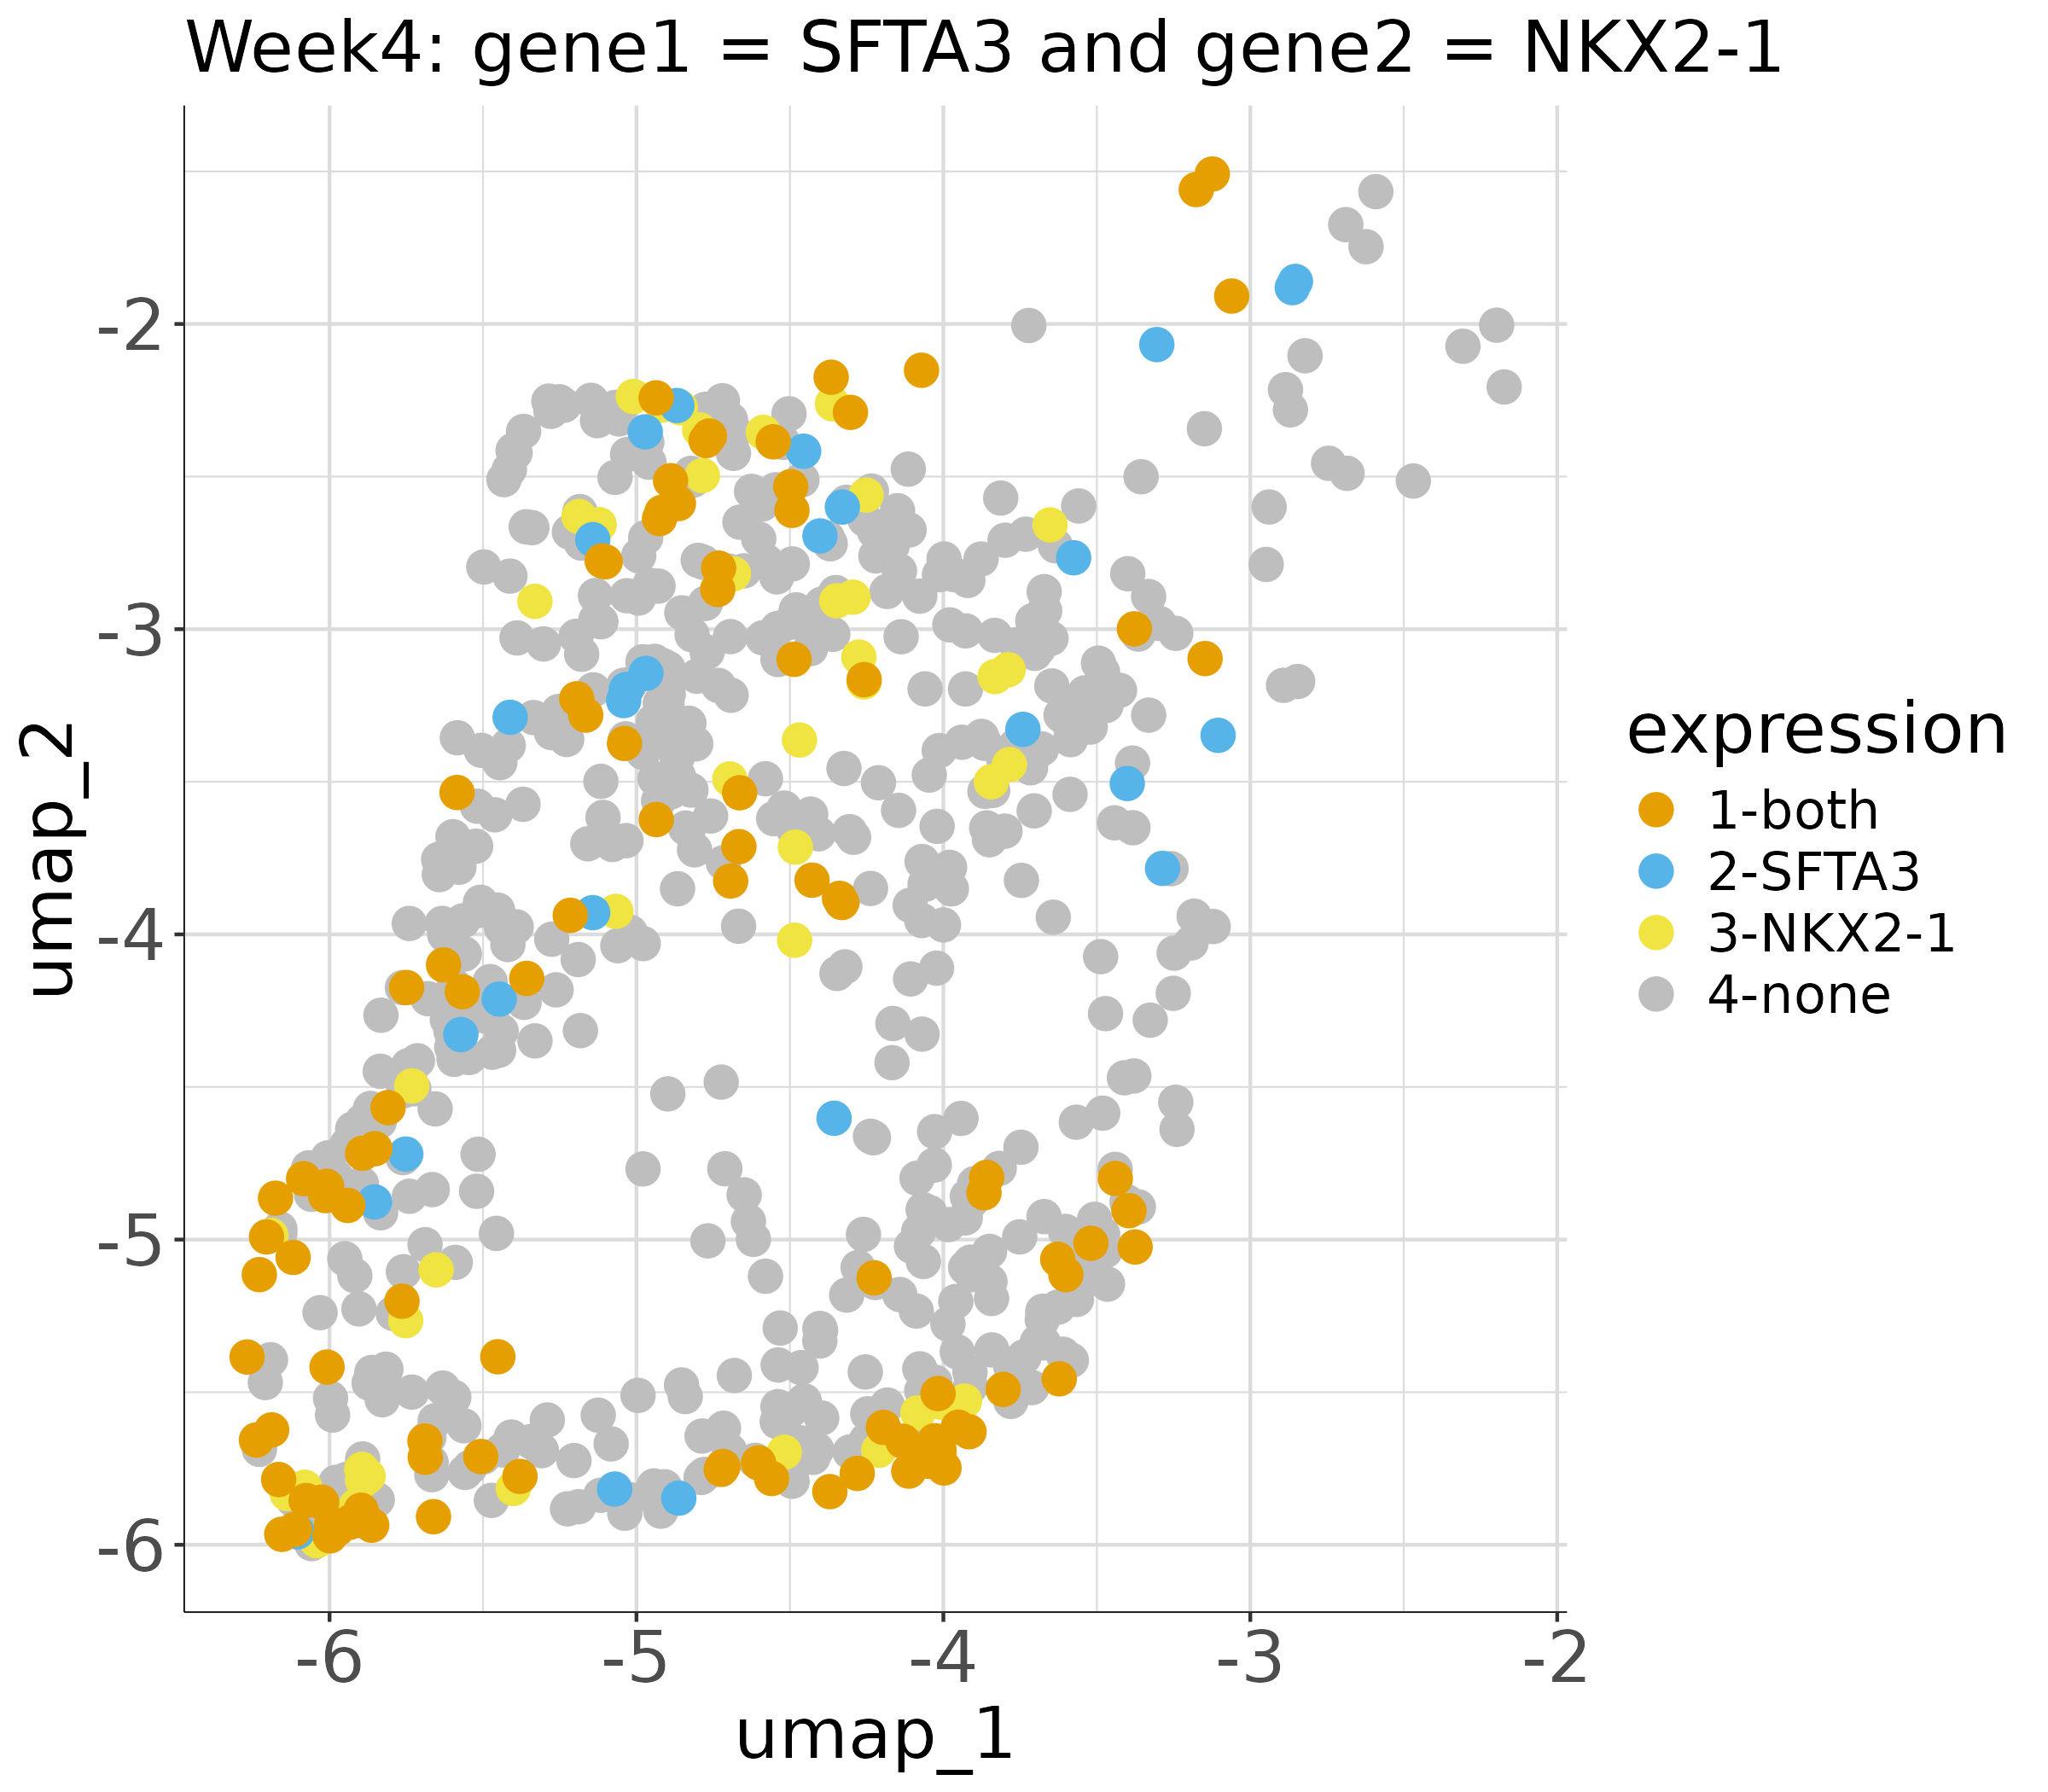 Week4: gene1 = SFTA3 and gene2 = NKX2-1
umap_2
-2
-3
-4
-5
-6
-6 -5 -4 -3 -2
umap_1
expression
1-both
2-SFTA3
3-NKX2-1
4-none